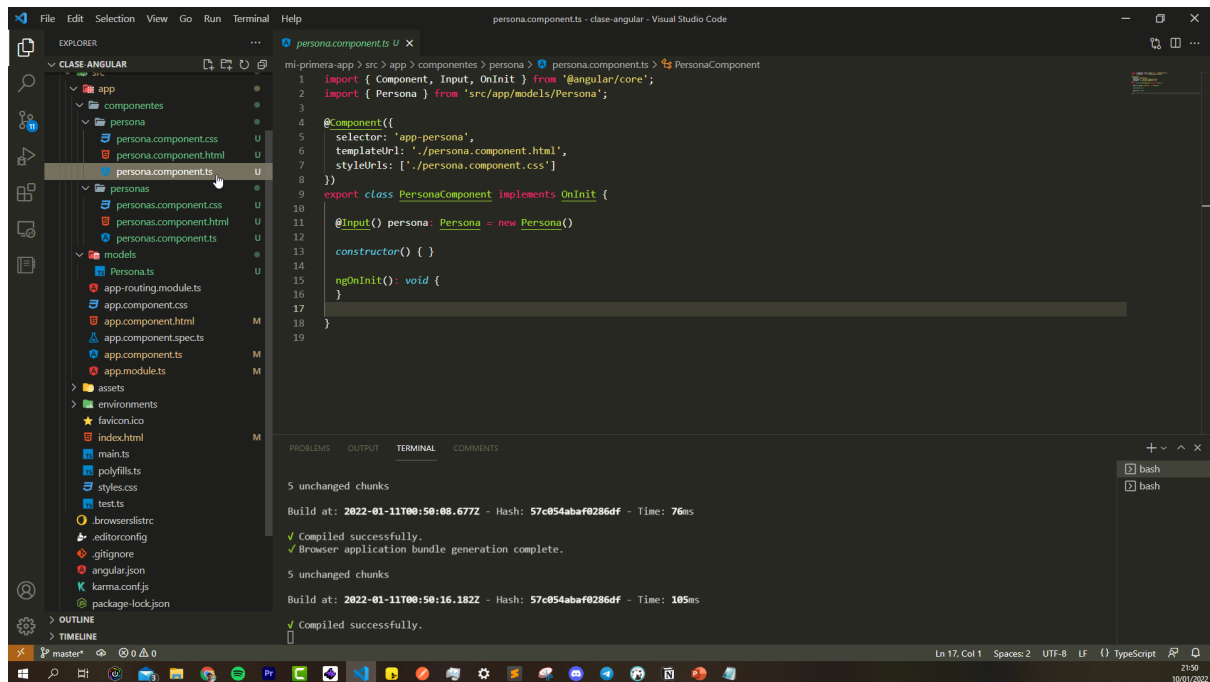 File Edit Selection View Go Run Terminal Help
persona.component.ts - clase-angular - Visual Studio Code
EXPLORER
CLASE-ANGULAR
src
app
componentes
persona
persona.component.css U
persona.component.html U
persona.component.ts U
personas
personas.component.css U
personas.component.html U
personas.component.ts U
models
Persona.ts U
app-routing.module.ts
app.component.css
app.component.html M
app.component.spec.ts
app.component.ts M
app.module.ts M
assets
environments
favicon.ico
index.html M
main.ts
polyfills.ts
styles.css
test.ts
.browserslistrc
.editorconfig
.gitignore
angular.json
karma.conf.js
package-lock.json
OUTLINE
TIMELINE
11
persona.component.ts U
mi-primera-app > src > app > componentes > persona > persona.component.ts > PersonaComponent
1 import { Component, Input, OnInit } from '@angular/core';
2 import { Persona } from 'src/app/models/Persona';
3
4 @Component({
5 selector: 'app-persona',
6 templateUrl: './persona.component.html',
7 styleUrls: ['./persona.component.css']
8 })
9 export class PersonaComponent implements OnInit {
10
11 @Input() persona: Persona = new Persona()
12
13 constructor() { }
14
15 ngOnInit(): void {
16 }
17
18 }
19
PROBLEMS OUTPUT TERMINAL COMMENTS
bash
bash
5 unchanged chunks
Build at: 2022-01-11T00:50:08.677Z - Hash: 57c054abaf0286df - Time: 76ms
√ Compiled successfully.
√ Browser application bundle generation complete.
5 unchanged chunks
Build at: 2022-01-11T00:50:16.182Z - Hash: 57c054abaf0286df - Time: 105ms
√ Compiled successfully.
master* 0 0 Ln 17, Col 1 Spaces: 2 UTF-8 LF {} TypeScript
21:50
10/01/2022